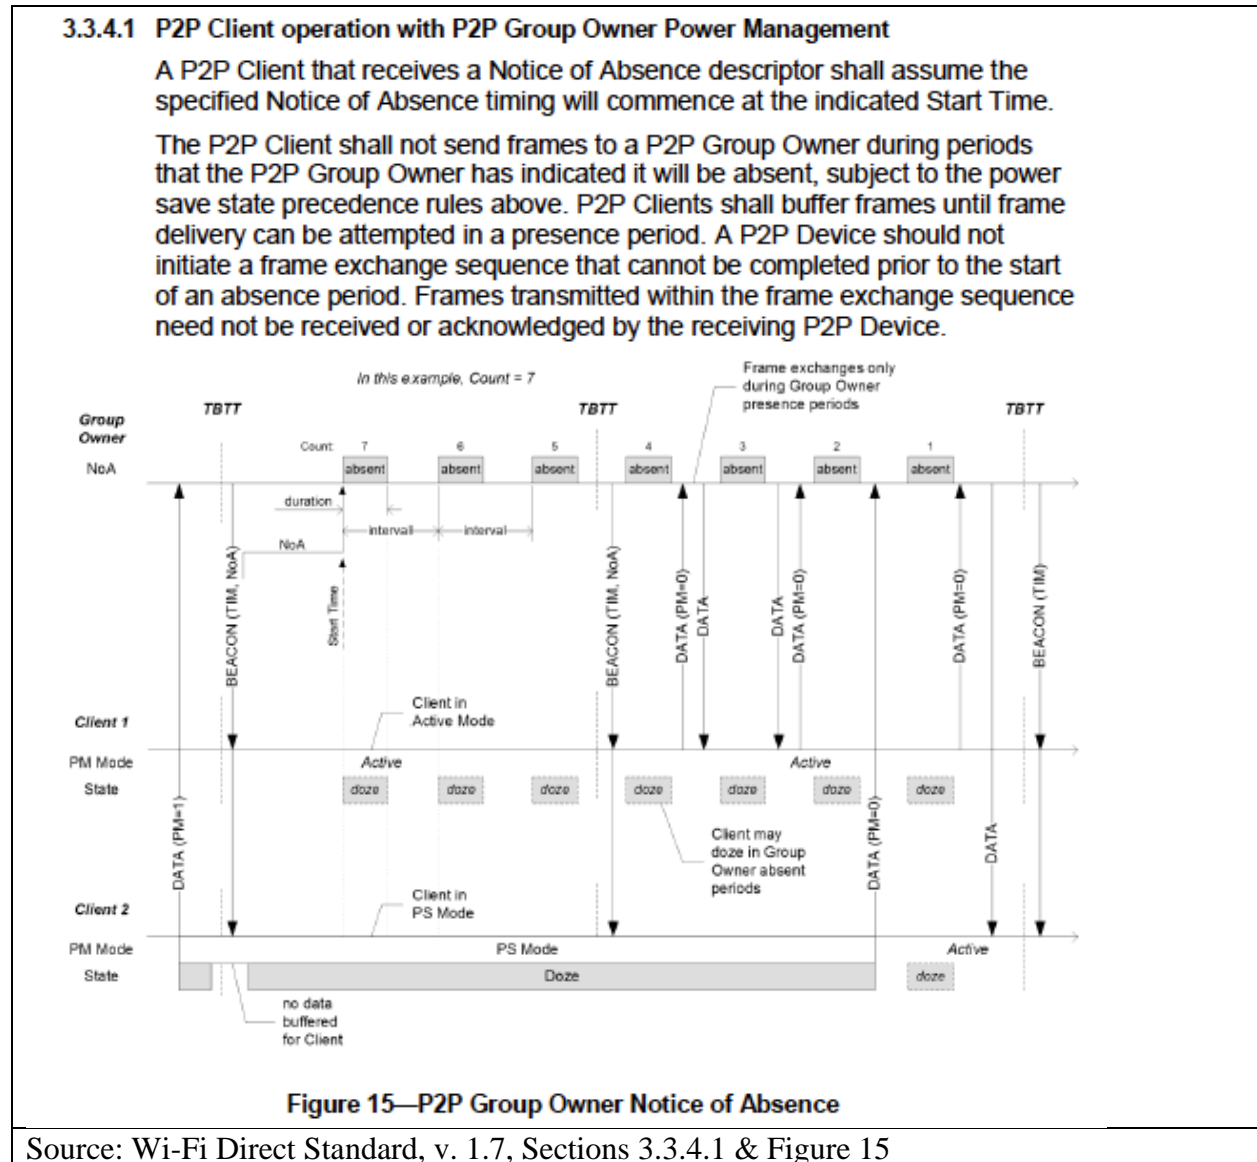 3.3.4.1 P2P Client operation with P2P Group Owner Power Management
A P2P Client that receives a Notice of Absence descriptor shall assume the
specified Notice of Absence timing will commence at the indicated Start Time.
The P2P Client shall not send frames to a P2P Group Owner during periods
that the P2P Group Owner has indicated it will be absent, subject to the power
save state precedence rules above. P2P Clients shall buffer frames until frame
delivery can be attempted in a presence period. A P2P Device should not
initiate a frame exchange sequence that cannot be completed prior to the start
of an absence period. Frames transmitted within the frame exchange sequence
need not be received or acknowledged by the receiving P2P Device.
In this example, Count = 7
Frame exchanges only
during Group Owner
presence periods
TBTT
TBTT
TBTT
Group
Owner
NoA
Count:
7
6
5
4
3
2
1
absent
absent
absent
absent
absent
absent
absent
duration
interval
interval
NoA
Start Time
BEACON (TIM, NoA)
BEACON (TIM, NoA)
DATA (PM=0)
DATA
DATA
DATA (PM=0)
DATA (PM=0)
BEACON (TIM)
Client in
Active Mode
Client 1
PM Mode
Active
Active
State
doze
doze
doze
doze
doze
doze
doze
DATA (PM=1)
Client may
doze in Group
Owner absent
periods
DATA (PM=0)
DATA
Client in
PS Mode
Client 2
PM Mode
PS Mode
Active
State
Doze
doze
no data
buffered
for Client
Figure 15—P2P Group Owner Notice of Absence
Source: Wi-Fi Direct Standard, v. 1.7, Sections 3.3.4.1 & Figure 15